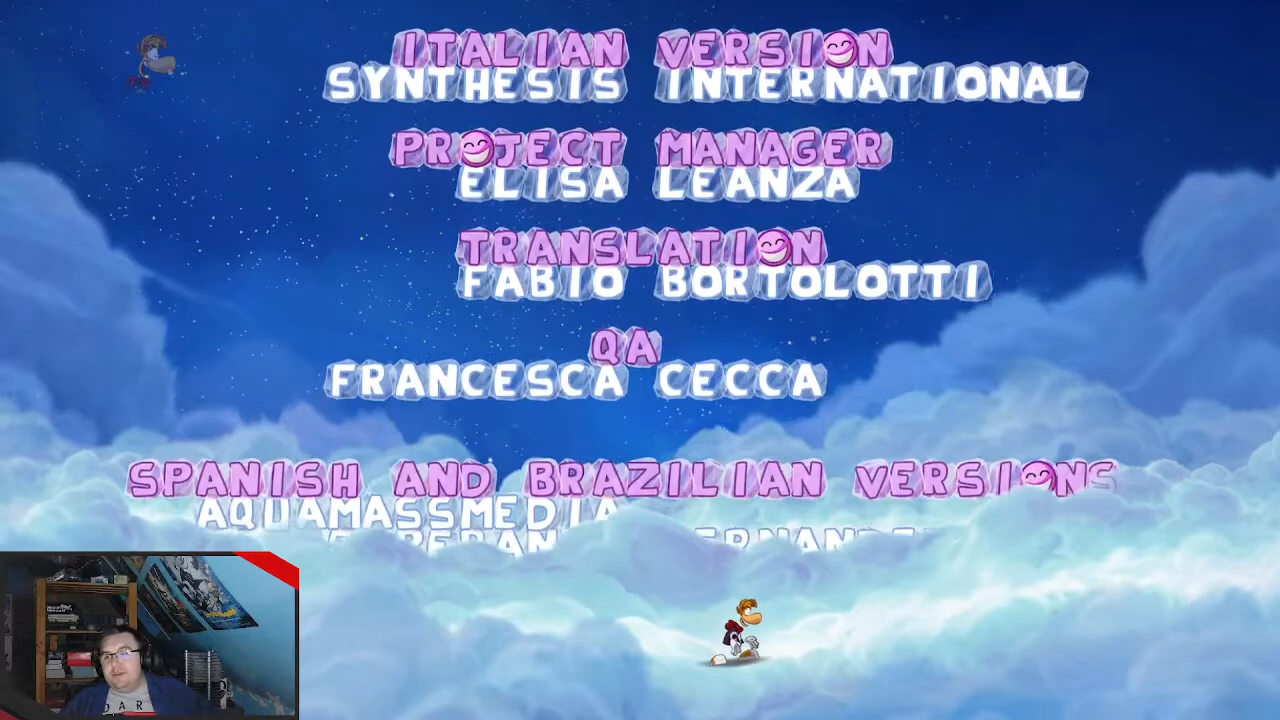 ITALIAN VERSION
SYNTHESIS INTERNATIONAL
PROJECT MANAGER
ELISA LEANZA
TRANSLATION
FABIO BORTOLOTTI
QA
FRANCESCA CECCA
SPANISH AND BRAZILIAN VERSIONS
AQUAMASSMEDIA